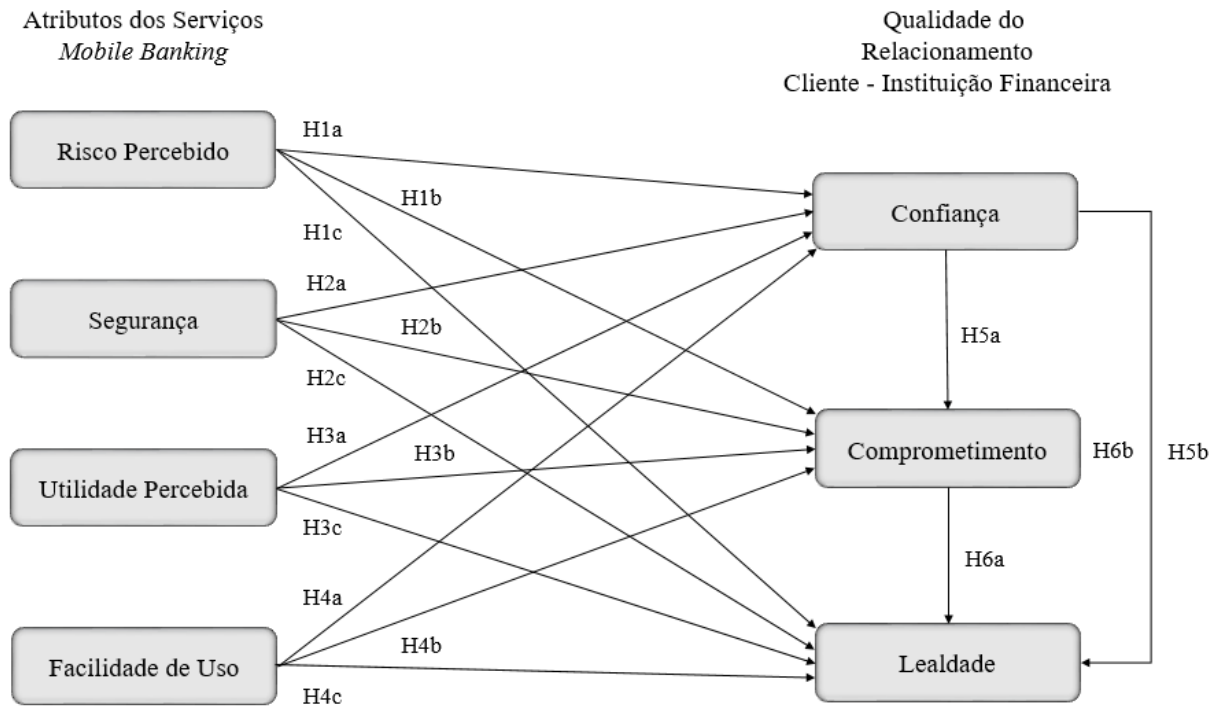 Atributos dos Serviços
Mobile Banking
Qualidade do
Relacionamento
Cliente - Instituição Financeira
Risco Percebido
Segurança
Utilidade Percebida
Facilidade de Uso
H1a
H1b
H1c
H2a
H2b
H2c
H3a
H3b
H3c
H4a
H4b
H4c
Confiança
H5a
Comprometimento
H6b
H5b
H6a
Lealdade